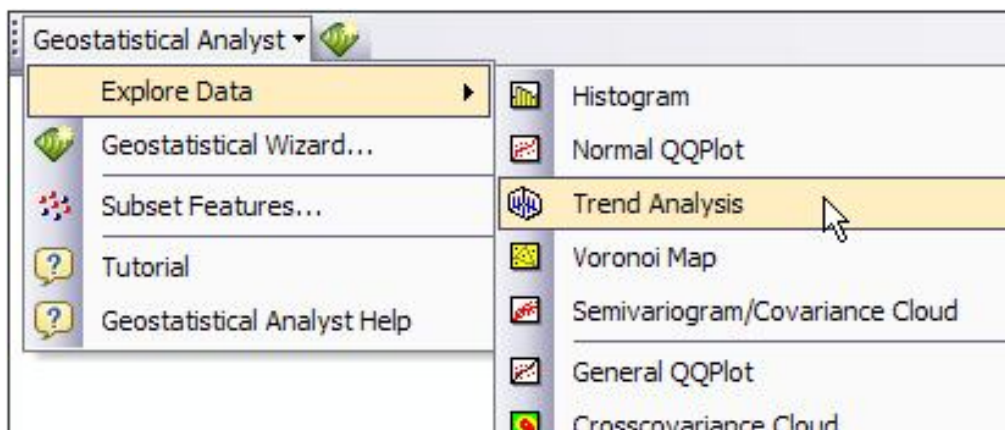 Geostatistical Analyst
Explore Data
Geostatistical Wizard...
Subset Features...
Tutorial
Geostatistical Analyst Help
Histogram
Normal QQPlot
Trend Analysis
Voronoi Map
Semivariogram/Covariance Cloud
General QQPlot
Crosscovariance Cloud